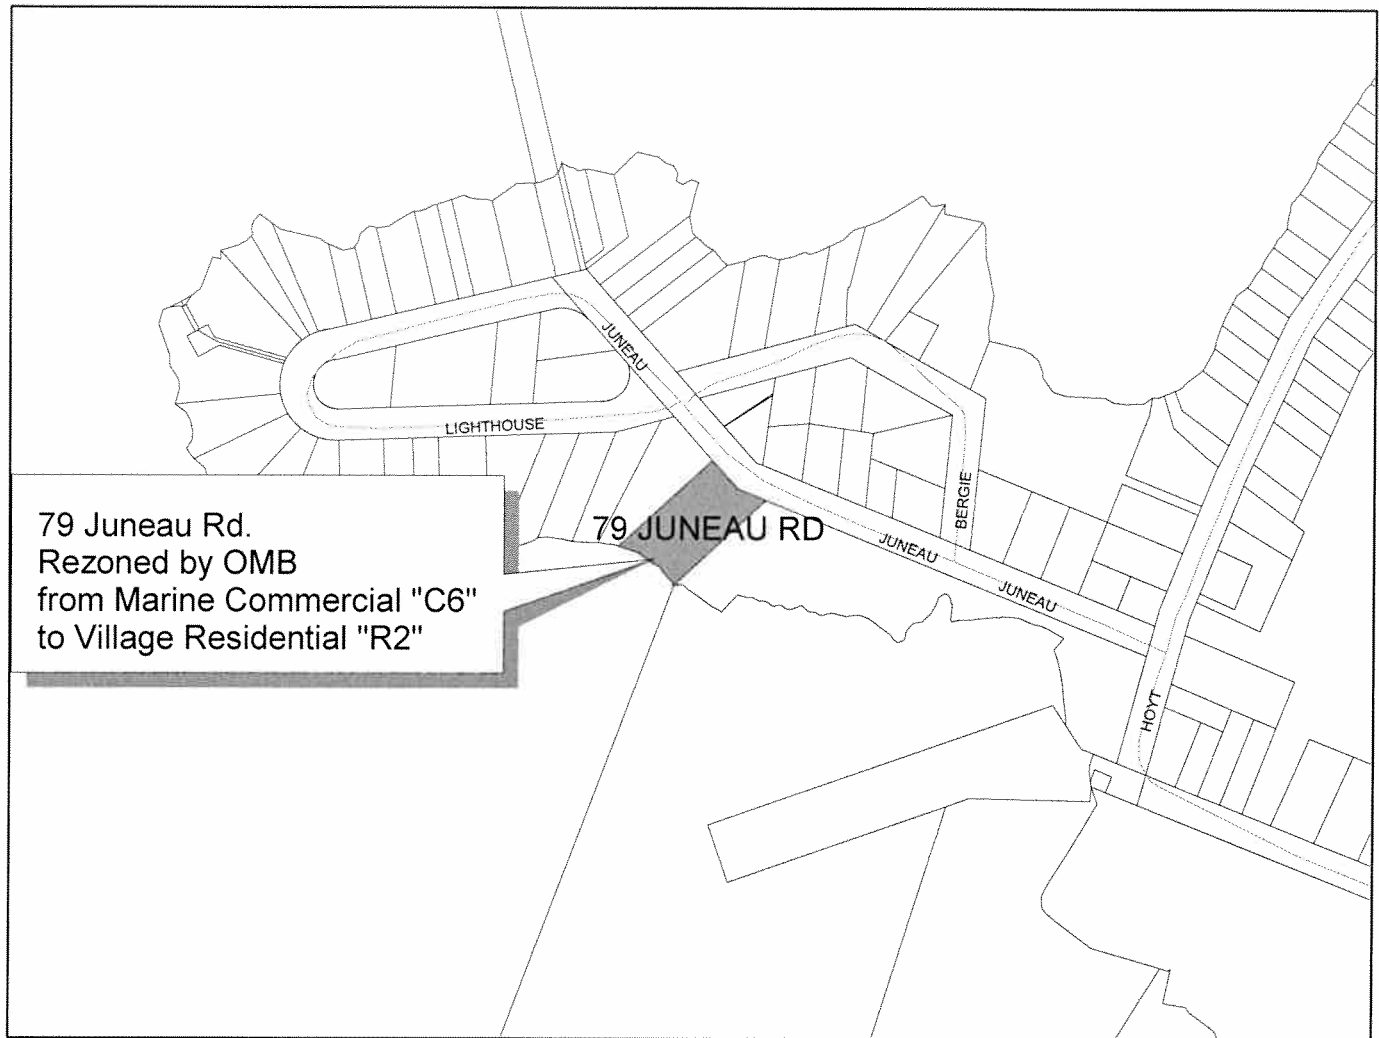 JUNEAU
LIGHTHOUSE
79 Juneau Rd.
Rezoned by OMB
from Marine Commercial "C6"
to Village Residential "R2"
79 JUNEAU RD
BERGIE
JUNEAU
JUNEAU
HOYT